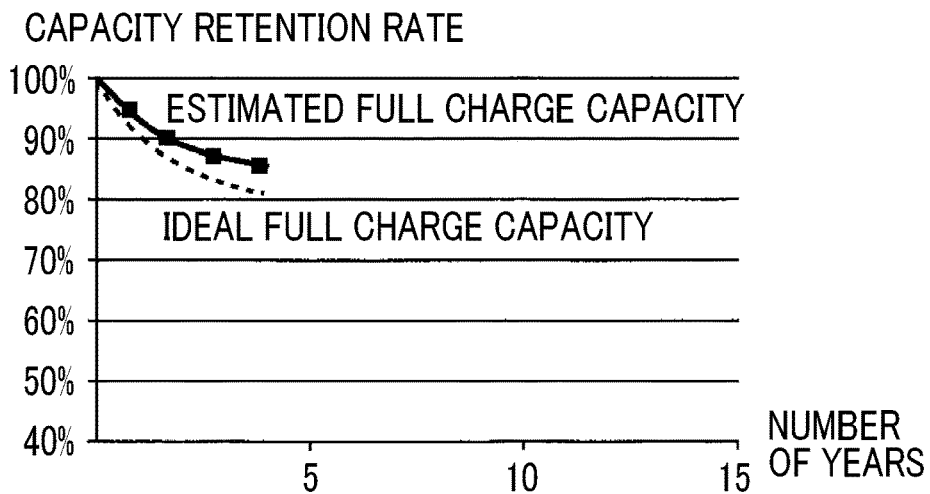 CAPACITY RETENTION RATE
100%
ESTIMATED FULL CHARGE CAPACITY
90%
80%
IDEAL FULL CHARGE CAPACITY
70%
60%
50%
40%
5
10
15
NUMBER
OF YEARS